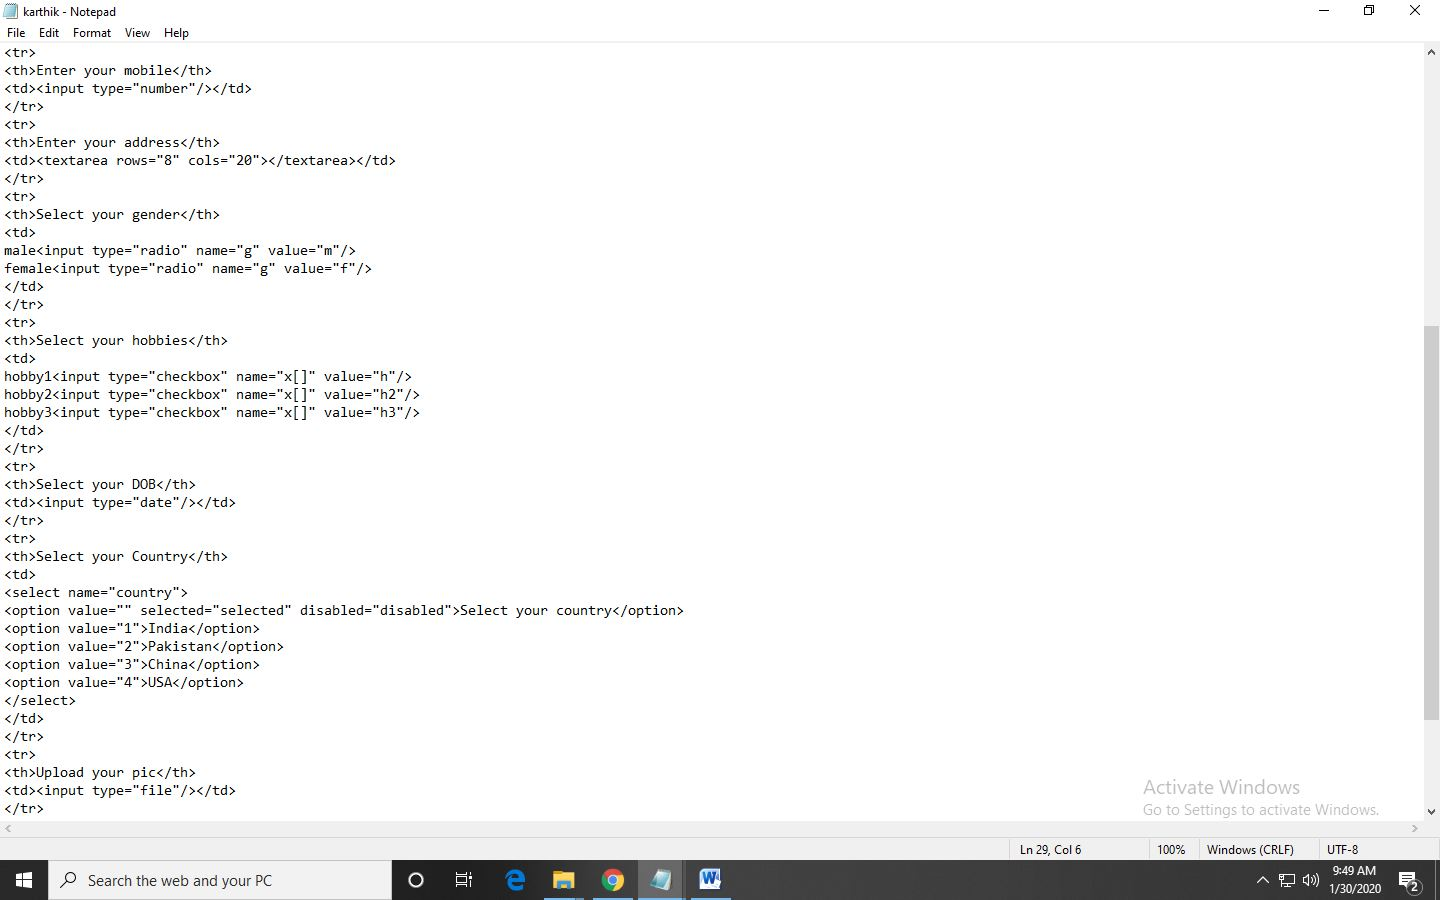 karthik - Notepad
File Edit Format View Help
<tr>
<th>Enter your mobile</th>
<td><input type="number"/></td>
</tr>
<tr>
<th>Enter your address</th>
<td><textarea rows="8" cols="20"></textarea></td>
</tr>
<tr>
<th>Select your gender</th>
<td>
male<input type="radio" name="g" value="m"/>
female<input type="radio" name="g" value="f"/>
</td>
</tr>
<tr>
<th>Select your hobbies</th>
<td>
hobby1<input type="checkbox" name="x[]" value="h"/>
hobby2<input type="checkbox" name="x[]" value="h2"/>
hobby3<input type="checkbox" name="x[]" value="h3"/>
</td>
</tr>
<tr>
<th>Select your DOB</th>
<td><input type="date"/></td>
</tr>
<tr>
<th>Select your Country</th>
<td>
<select name="country">
<option value="" selected="selected" disabled="disabled">Select your country</option>
<option value="1">India</option>
<option value="2">Pakistan</option>
<option value="3">China</option>
<option value="4">USA</option>
</select>
</td>
</tr>
<tr>
<th>Upload your pic</th>
<td><input type="file"/></td>
</tr>
Activate Windows
Go to Settings to activate Windows.
Ln 29, Col 6 100% Windows (CRLF) UTF-8
Search the web and your PC
9:49 AM
1/30/2020
2